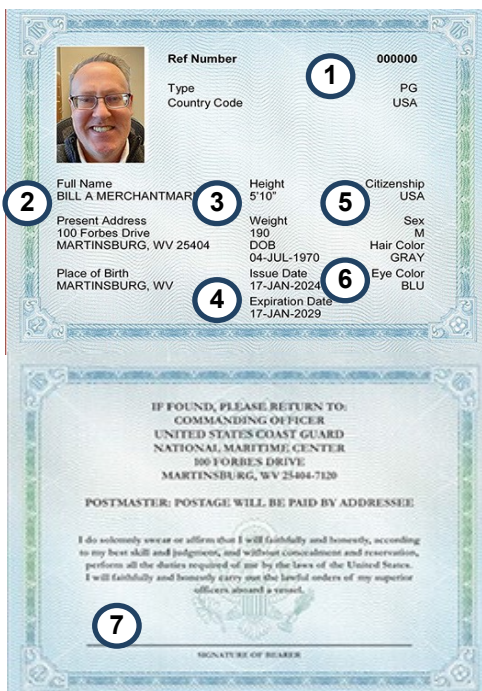 Ref Number 000000
1
Type PG
Country Code USA
Full Name Height Citizenship
2 BILL A MERCHANTMAR 3 5'10" 5 USA
Present Address Weight Sex
100 Forbes Drive 190 M
MARTINSBURG, WV 25404 DOB Hair Color
04-JUL-1970 GRAY
Place of Birth Issue Date 6 Eye Color
MARTINSBURG, WV 4 17-JAN-2024 BLU
Expiration Date
17-JAN-2029
IF FOUND, PLEASE RETURN TO:
COMMANDING OFFICER
UNITED STATES COAST GUARD
NATIONAL MARITIME CENTER
100 FORBES DRIVE
MARTINSBURG, WV 25404-7120
POSTMASTER: POSTAGE WILL BE PAID BY ADDRESSEE
I do solemnly swear or affirm that I will faithfully and honestly, according
to my best skill and judgment, and without concealment and reservation,
perform all the duties required of me by the laws of the United States.
I will faithfully and honestly carry out the lawful orders of my superior
officers aboard a vessel.
7
SIGNATURE OF BEARER